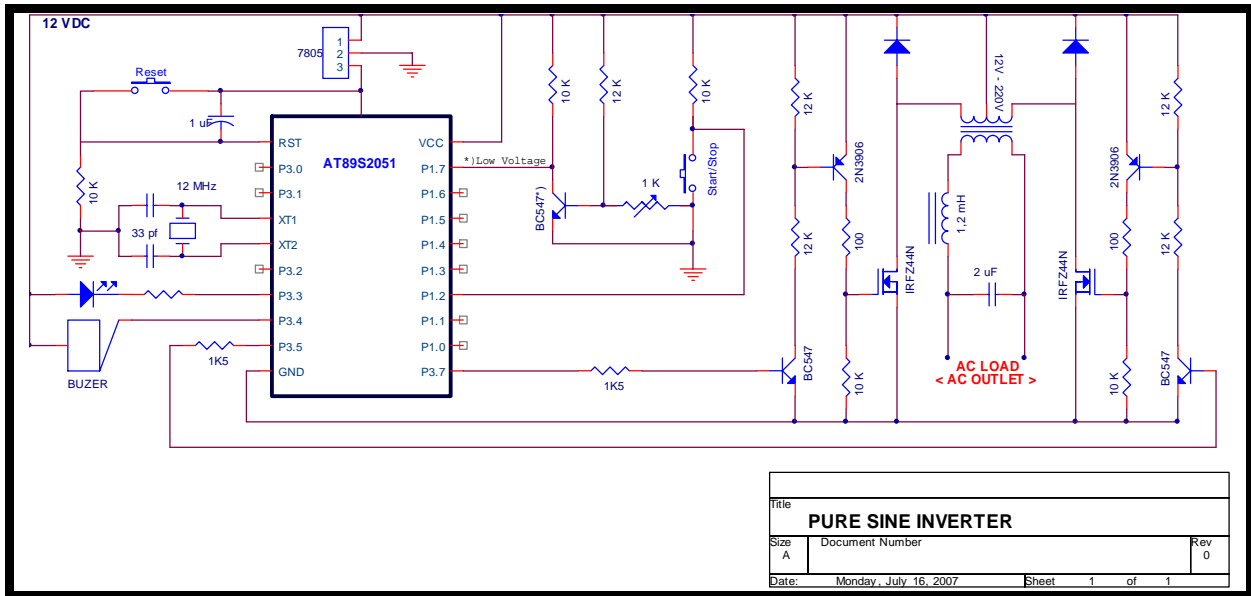 12 VDC
7805
1
2
3
Reset
1 uF
10 K
12 MHz
33 pf
BUZER
1K5
AT89S2051
RST
P3.0
P3.1
XT1
XT2
P3.2
P3.3
P3.4
P3.5
GND
VCC
P1.7
P1.6
P1.5
P1.4
P1.3
P1.2
P1.1
P1.0
P3.7
*)Low Voltage
10 K
12 K
10 K
BC547*)
1 K
Start/Stop
1K5
12 K
12 K
BC547
2N3906
100
10 K
IRFZ44N
12V - 220V
1,2 mH
2 uF
AC LOAD
< AC OUTLET >
IRFZ44N
2N3906
100
10 K
12 K
12 K
BC547
Title
PURE SINE INVERTER
Size
A
Document Number
Rev
0
Date:
Monday, July 16, 2007
Sheet 1 of 1